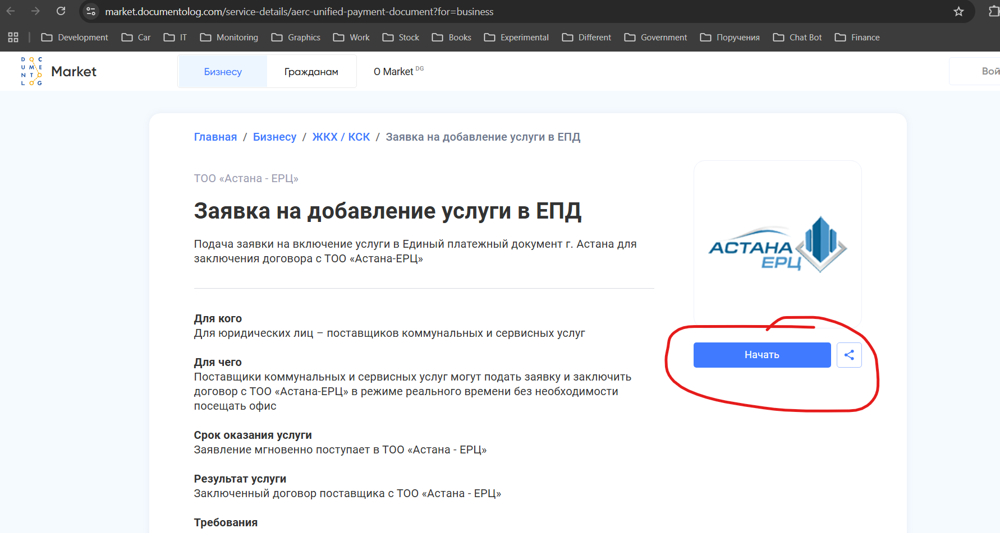 market.documentolog.com/service-details/aerc-unified-payment-document?for=business
Development Car IT Monitoring Graphics Work Stock Books Experimental Different Government Поручения Chat Bot Finance
DOCUMENTOLOG Market Бизнесу Гражданам О Market DG Вой
Главная / Бизнесу / ЖКХ / КСК / Заявка на добавление услуги в ЕПД
ТОО «Астана - ЕРЦ»
Заявка на добавление услуги в ЕПД
Подача заявки на включение услуги в Единый платежный документ г. Астана для
заключения договора с ТОО «Астана-ЕРЦ»
АСТАНА
ЕРЦ
Начать
Для кого
Для юридических лиц – поставщиков коммунальных и сервисных услуг
Для чего
Поставщики коммунальных и сервисных услуг могут подать заявку и заключить
договор с ТОО «Астана-ЕРЦ» в режиме реального времени без необходимости
посещать офис
Срок оказания услуги
Заявление мгновенно поступает в ТОО «Астана - ЕРЦ»
Результат услуги
Заключенный договор поставщика с ТОО «Астана - ЕРЦ»
Требования